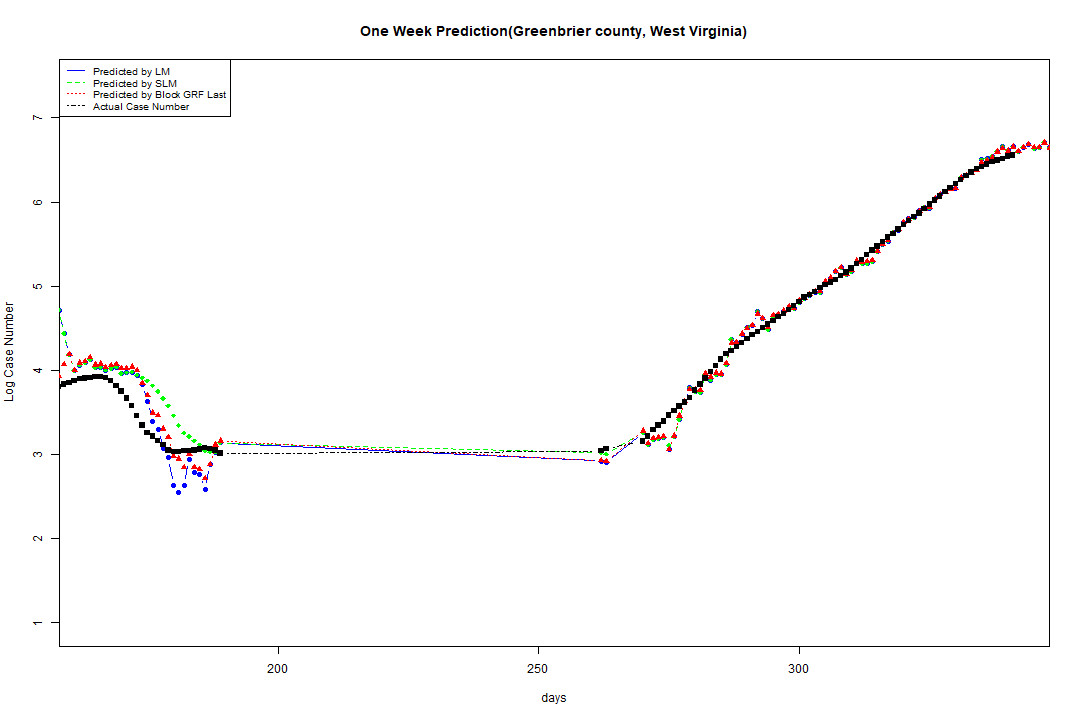 One Week Prediction(Greenbrier county, West Virginia)
Predicted by LM
Predicted by SLM
Predicted by Block GRF Last
Actual Case Number
Log Case Number
7
6
5
4
3
2
1
200 250 300
days